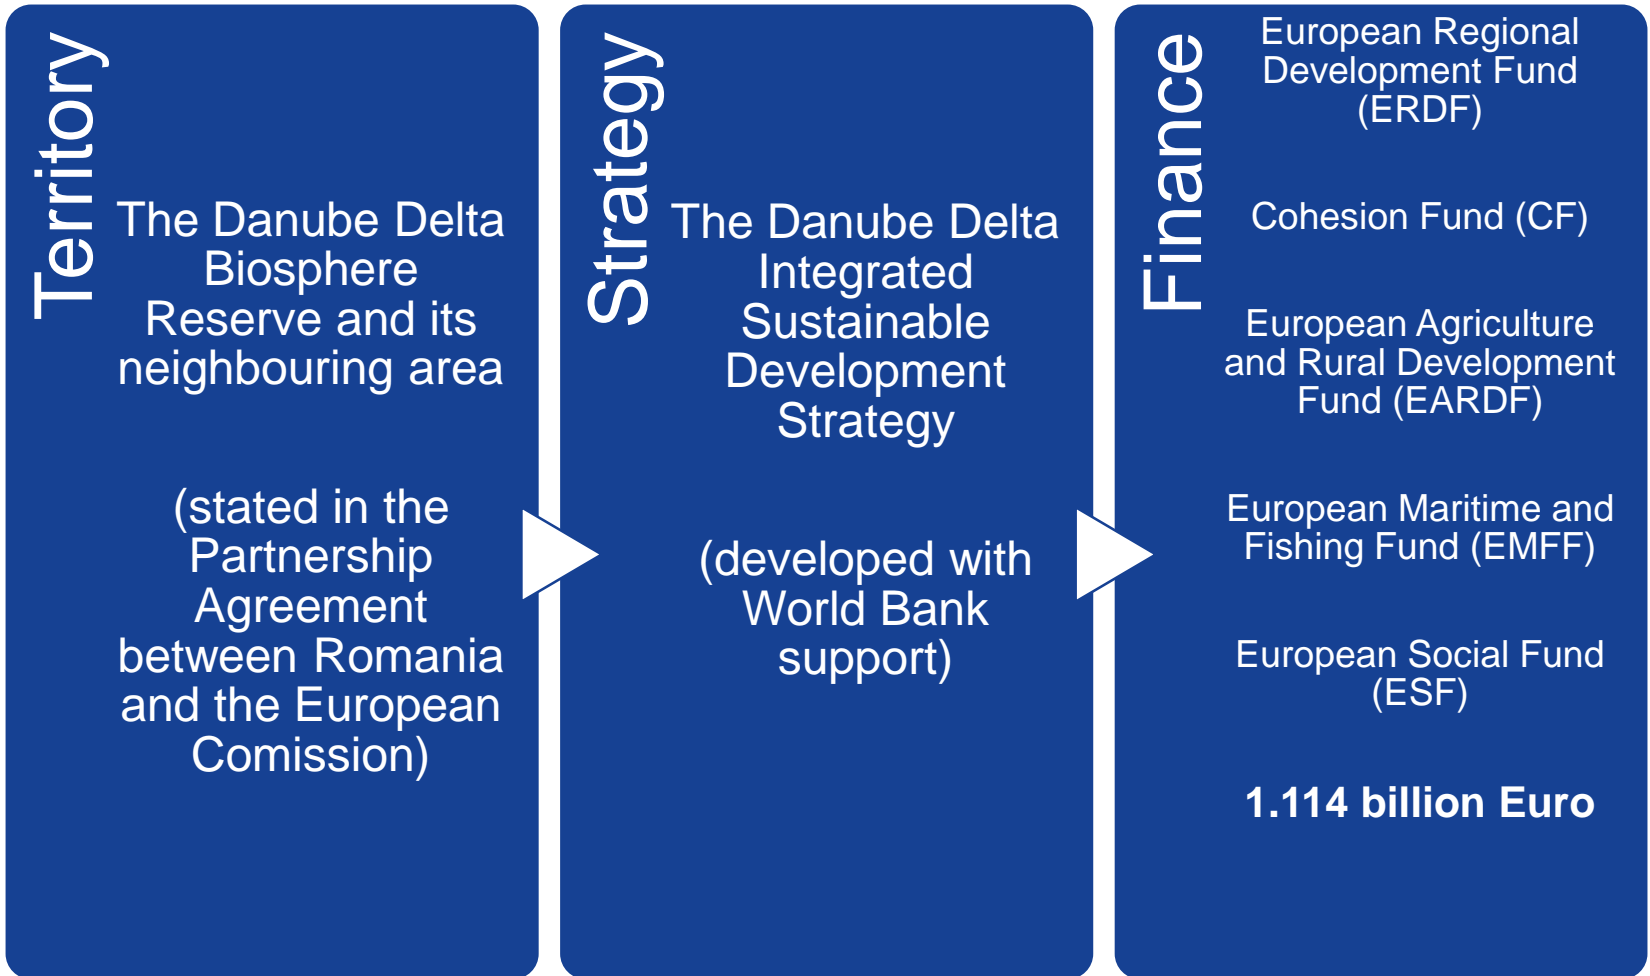 Territory
The Danube Delta
Biosphere
Reserve and its
neighbouring area
(stated in the
Partnership
Agreement
between Romania
and the European
Comission)
Strategy
The Danube Delta
Integrated
Sustainable
Development
Strategy
(developed with
World Bank
support)
Finance
European Regional
Development Fund
(ERDF)
Cohesion Fund (CF)
European Agriculture
and Rural Development
Fund (EARDF)
European Maritime and
Fishing Fund (EMFF)
European Social Fund
(ESF)
1.114 billion Euro